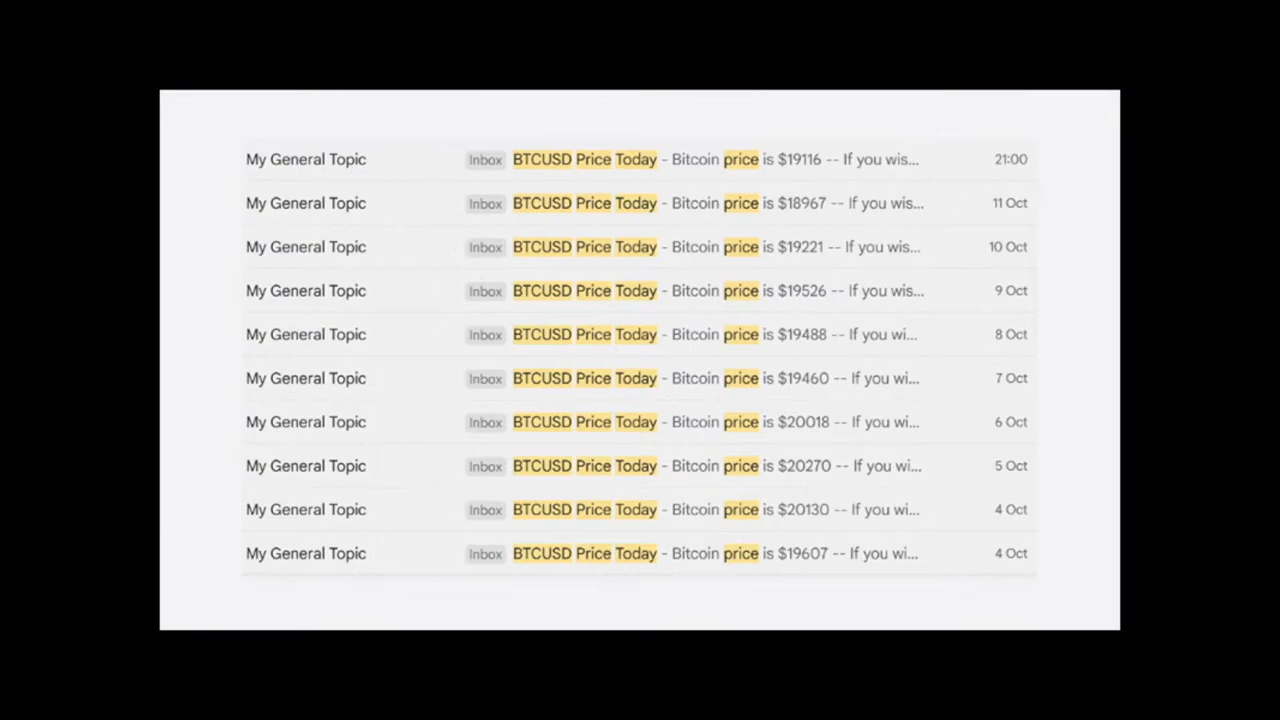 My General Topic Inbox BTCUSD Price Today - Bitcoin price is $19116 -- If you wis... 21:00
My General Topic Inbox BTCUSD Price Today - Bitcoin price is $18967 -- If you wis... 11 Oct
My General Topic Inbox BTCUSD Price Today - Bitcoin price is $19221 -- If you wis... 10 Oct
My General Topic Inbox BTCUSD Price Today - Bitcoin price is $19526 -- If you wis... 9 Oct
My General Topic Inbox BTCUSD Price Today - Bitcoin price is $19488 -- If you wi... 8 Oct
My General Topic Inbox BTCUSD Price Today - Bitcoin price is $19460 -- If you wi... 7 Oct
My General Topic Inbox BTCUSD Price Today - Bitcoin price is $20018 -- If you wi... 6 Oct
My General Topic Inbox BTCUSD Price Today - Bitcoin price is $20270 -- If you wi... 5 Oct
My General Topic Inbox BTCUSD Price Today - Bitcoin price is $20130 -- If you wi... 4 Oct
My General Topic Inbox BTCUSD Price Today - Bitcoin price is $19607 -- If you wi... 4 Oct